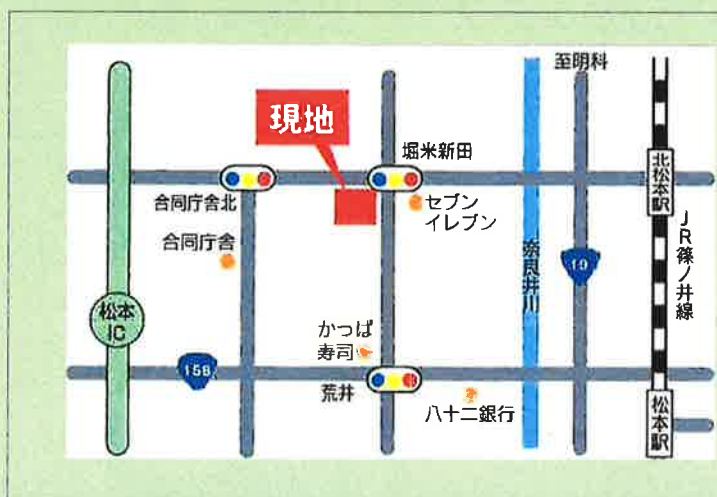 至明科
現地
堀米新田
合同庁舎北
セブン
イレブン
北松本駅
JR篠ノ井線
合同庁舎
奈良井川
19
松本
IC
かっぱ
寿司
158
荒井
八十二銀行
松本駅